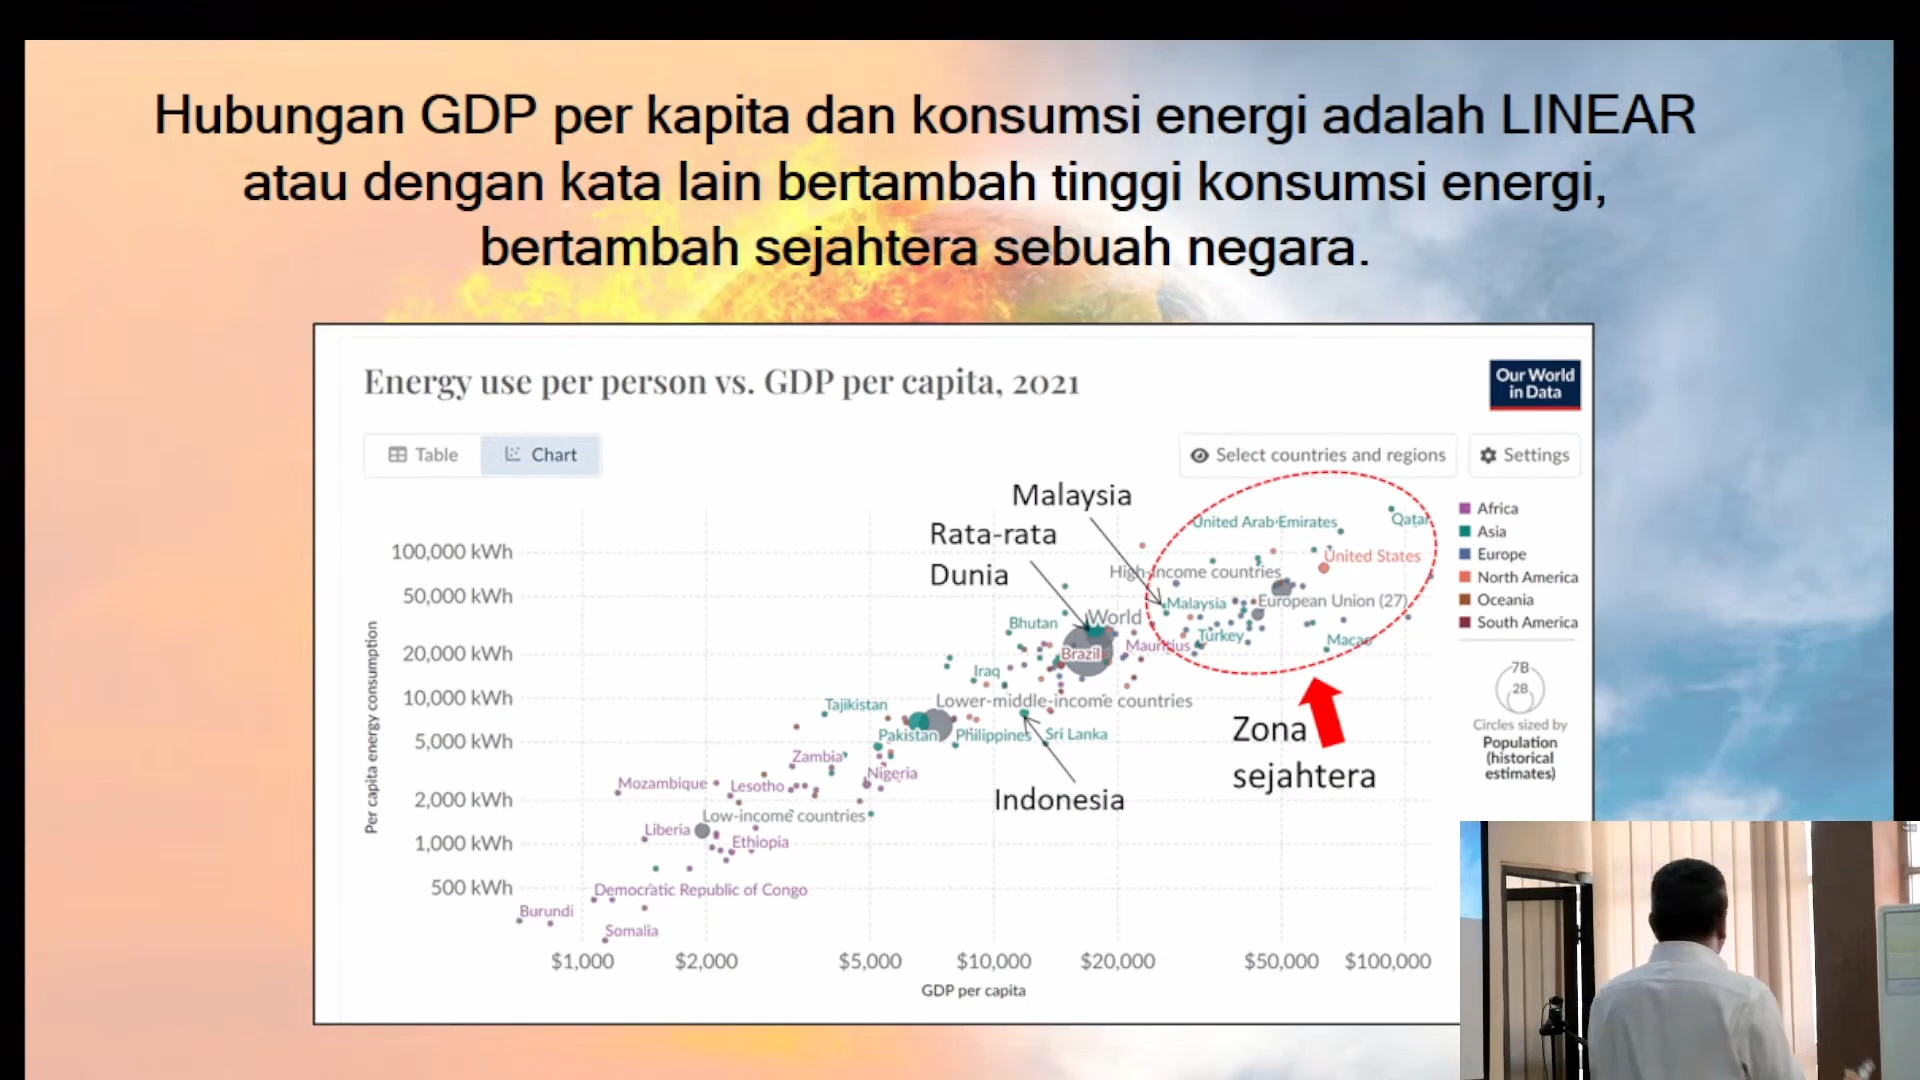 Hubungan GDP per kapita dan konsumsi energi adalah LINEAR
atau dengan kata lain bertambah tinggi konsumsi energi,
bertambah sejahtera sebuah negara.
Energy use per person vs. GDP per capita, 2021
Our World
in Data
Table
Chart
Select countries and regions
Settings
Malaysia
Rata-rata
Dunia
Per capita energy consumption
100,000 kWh
50,000 kWh
20,000 kWh
10,000 kWh
5,000 kWh
2,000 kWh
1,000 kWh
500 kWh
United Arab Emirates
Qatar
United States
High-income countries
Malaysia
European Union (27)
World
Bhutan
Turkey
Macao
Mauritius
Brazil
Iraq
Lower-middle-income countries
Tajikistan
Pakistan
Philippines
Sri Lanka
Zambia
Nigeria
Mozambique
Lesotho
Low-income countries
Liberia
Ethiopia
Democratic Republic of Congo
Burundi
Somalia
Indonesia
Zona
sejahtera
$1,000
$2,000
$5,000
$10,000
$20,000
$50,000
$100,000
GDP per capita
Africa
Asia
Europe
North America
Oceania
South America
7B
2B
Circles sized by
Population
(historical
estimates)